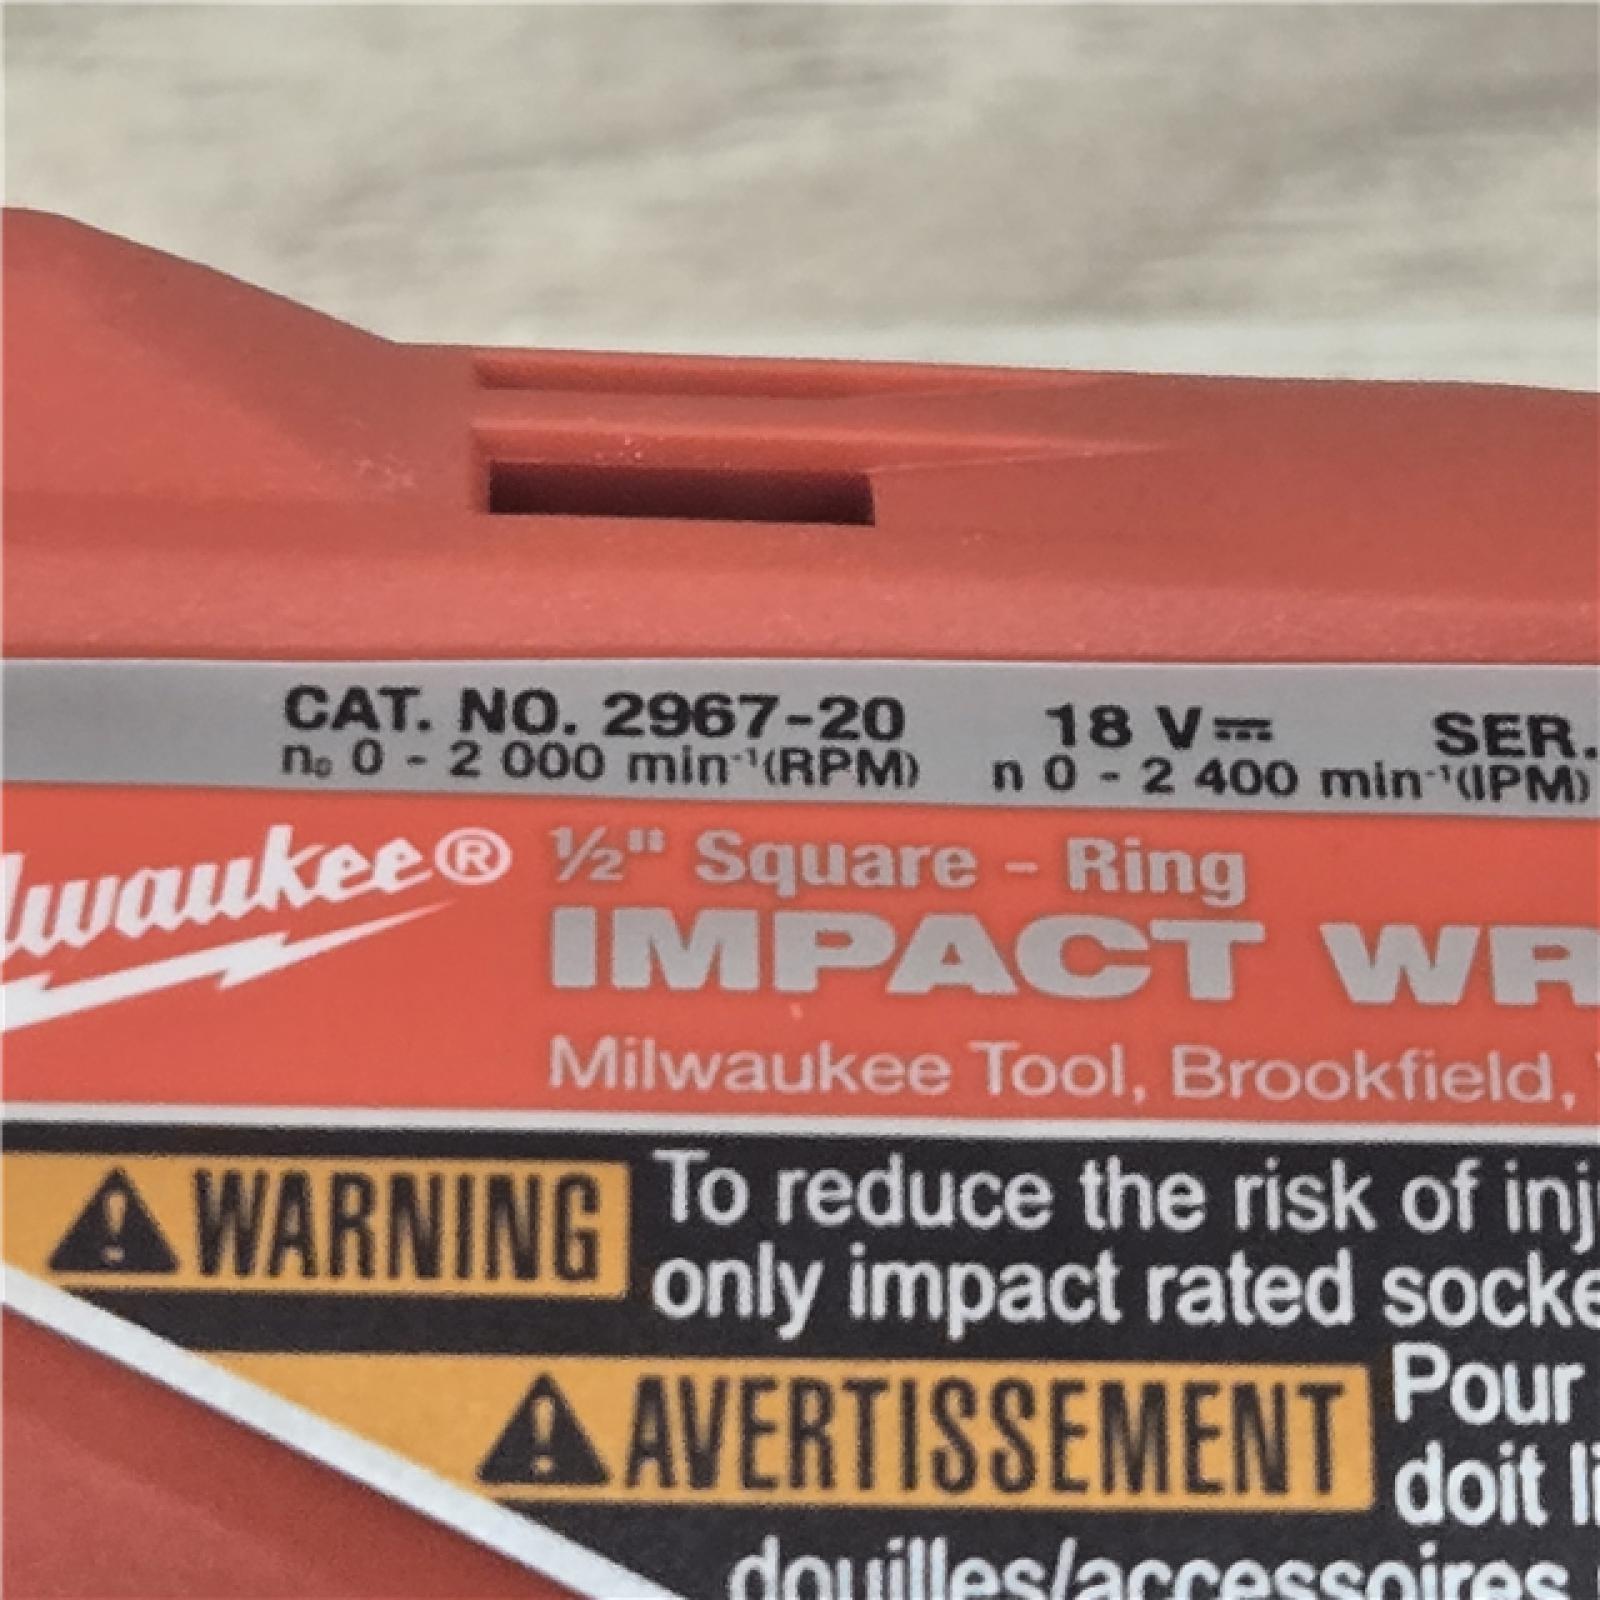 CAT. NO. 2967-20 18 V⎓ SER.
n₀ 0 - 2 000 min⁻¹(RPM) n 0 - 2 400 min⁻¹(IPM)
lwaukee® ½" Square - Ring
IMPACT WR
Milwaukee Tool, Brookfield,
WARNING To reduce the risk of inj
only impact rated socke
AVERTISSEMENT Pour
doit li
douilles/accessoires